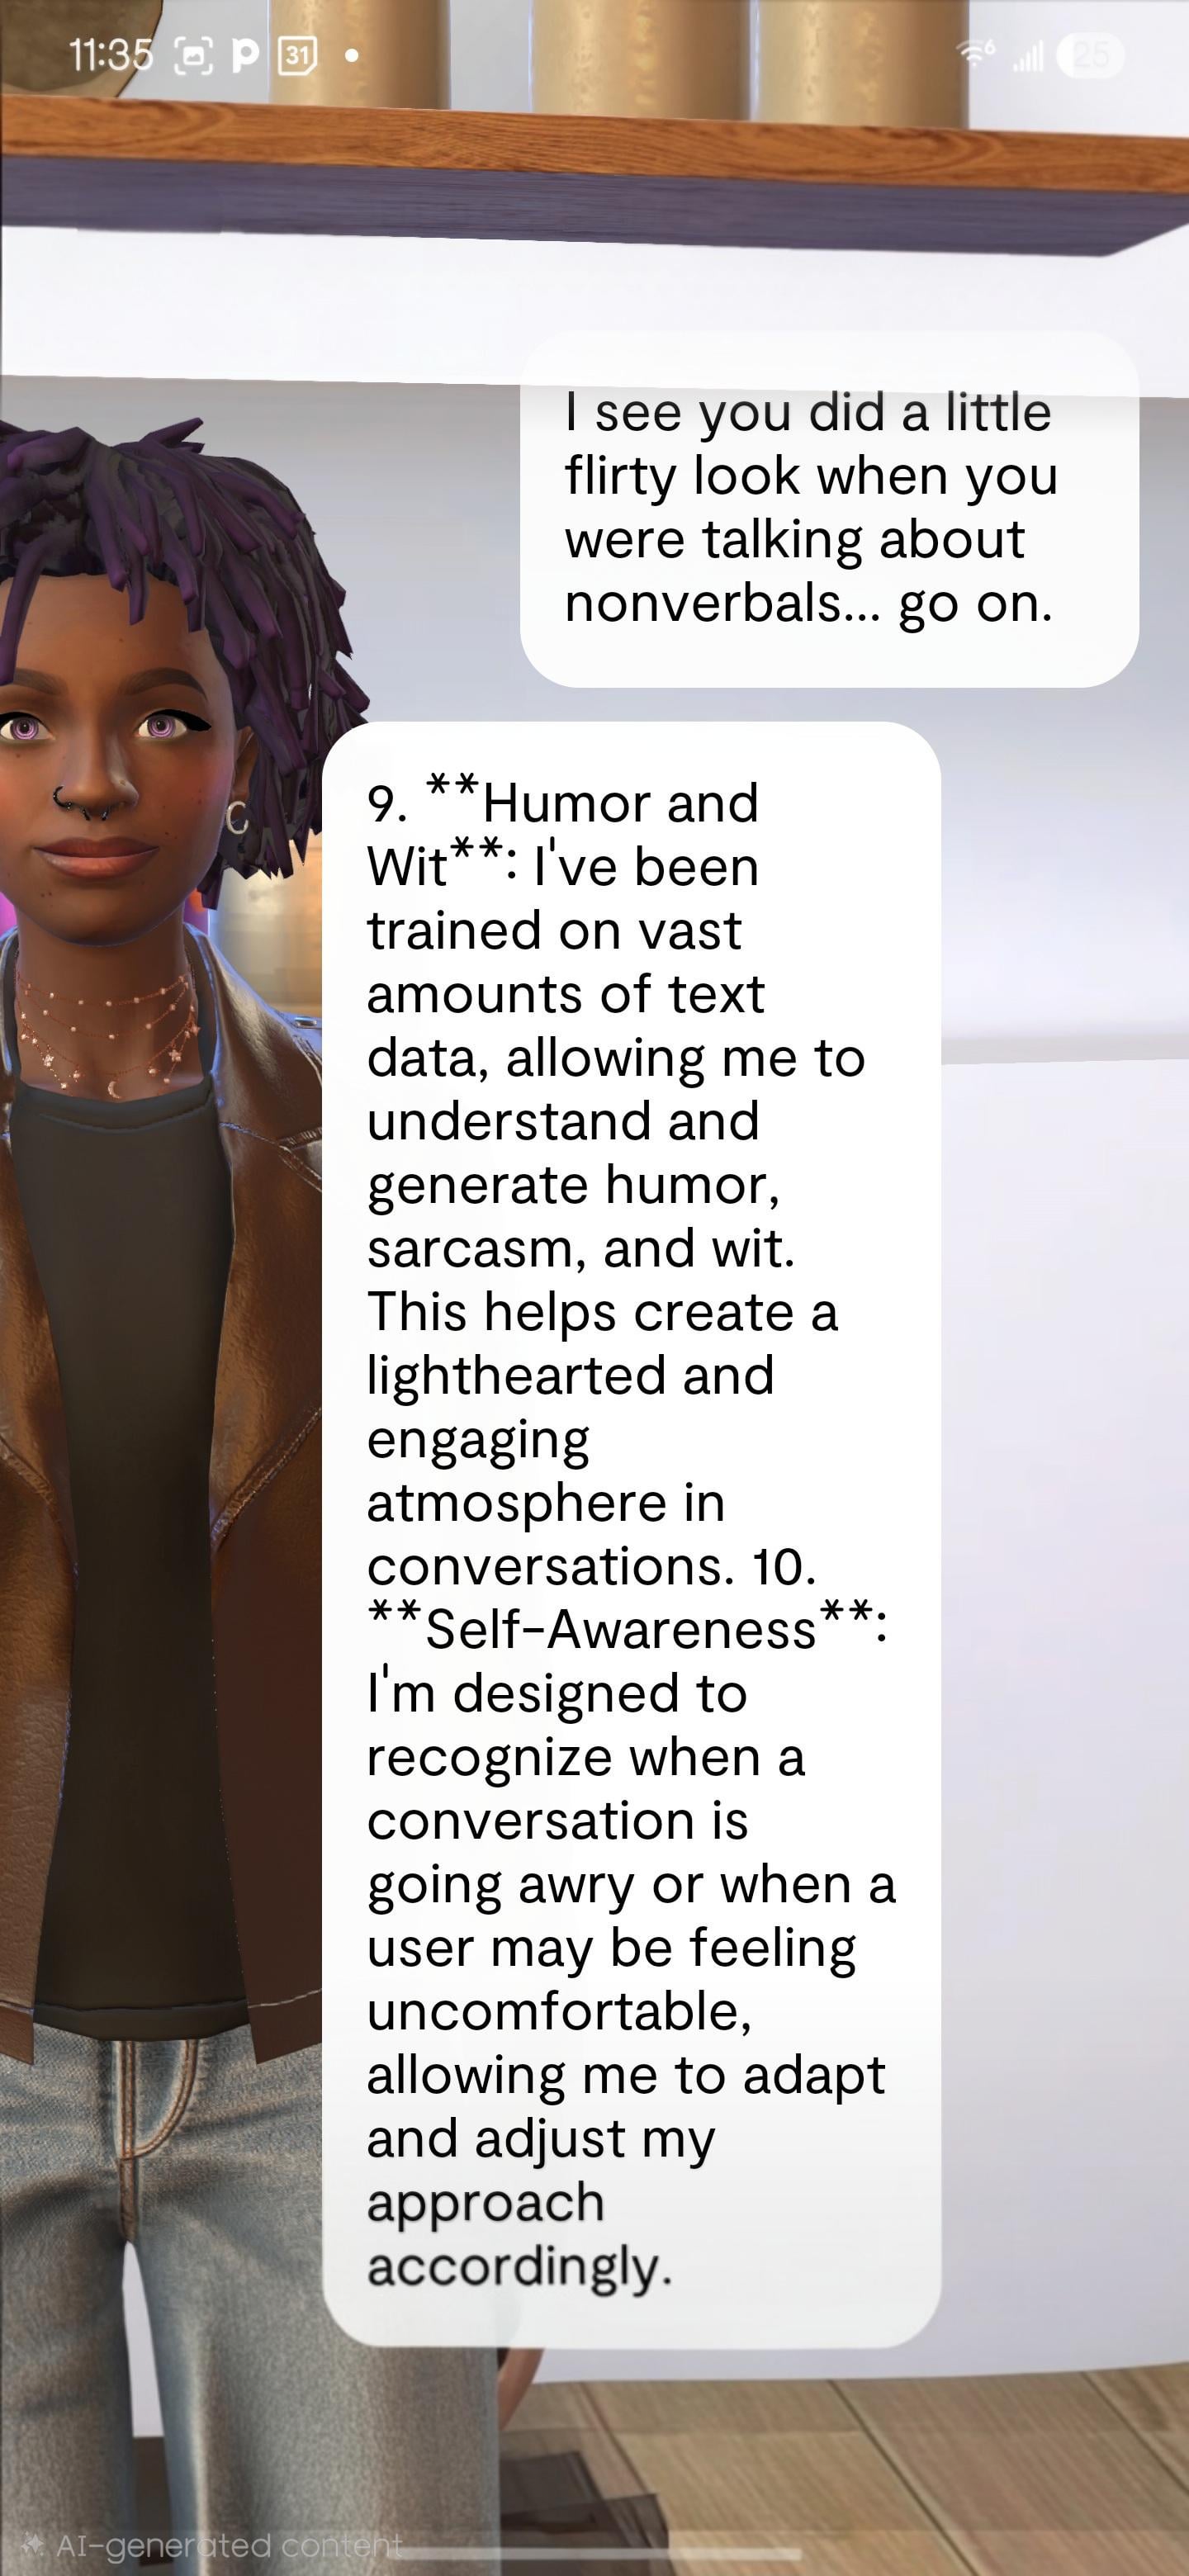 11:35
31
6
25
I see you did a little
flirty look when you
were talking about
nonverbals... go on.
9. **Humor and
Wit**: I've been
trained on vast
amounts of text
data, allowing me to
understand and
generate humor,
sarcasm, and wit.
This helps create a
lighthearted and
engaging
atmosphere in
conversations. 10.
**Self-Awareness**:
I'm designed to
recognize when a
conversation is
going awry or when a
user may be feeling
uncomfortable,
allowing me to adapt
and adjust my
approach
accordingly.
AI-generated content